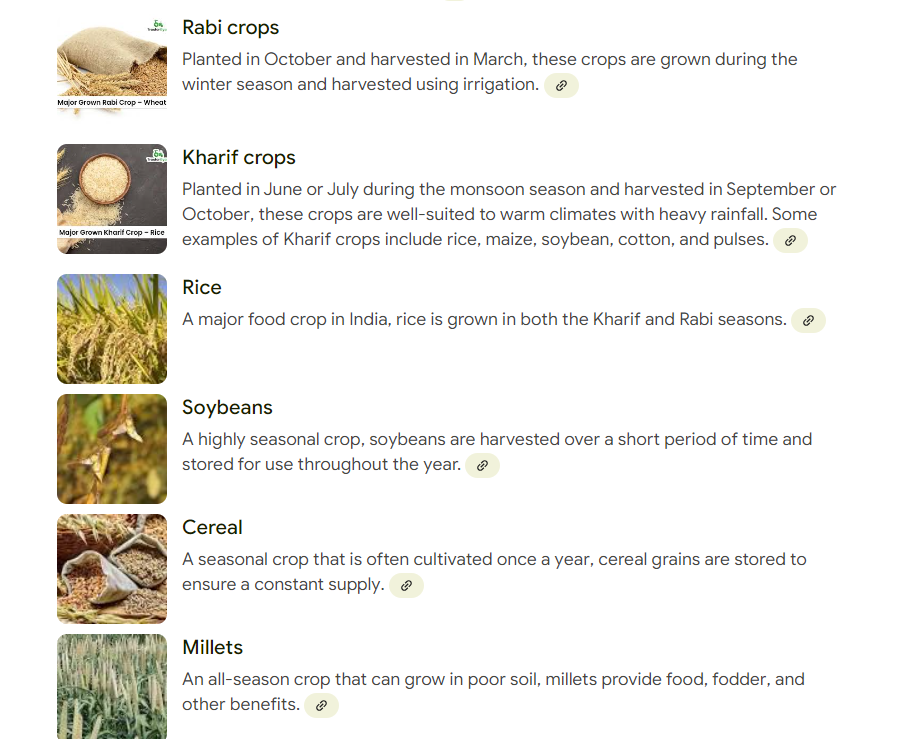 Rabi crops
Planted in October and harvested in March, these crops are grown during the
winter season and harvested using irrigation.
Major Grown Rabi Crop – Wheat
Kharif crops
Planted in June or July during the monsoon season and harvested in September or
October, these crops are well-suited to warm climates with heavy rainfall. Some
examples of Kharif crops include rice, maize, soybean, cotton, and pulses.
Major Grown Kharif Crop – Rice
Rice
A major food crop in India, rice is grown in both the Kharif and Rabi seasons.
Soybeans
A highly seasonal crop, soybeans are harvested over a short period of time and
stored for use throughout the year.
Cereal
A seasonal crop that is often cultivated once a year, cereal grains are stored to
ensure a constant supply.
Millets
An all-season crop that can grow in poor soil, millets provide food, fodder, and
other benefits.